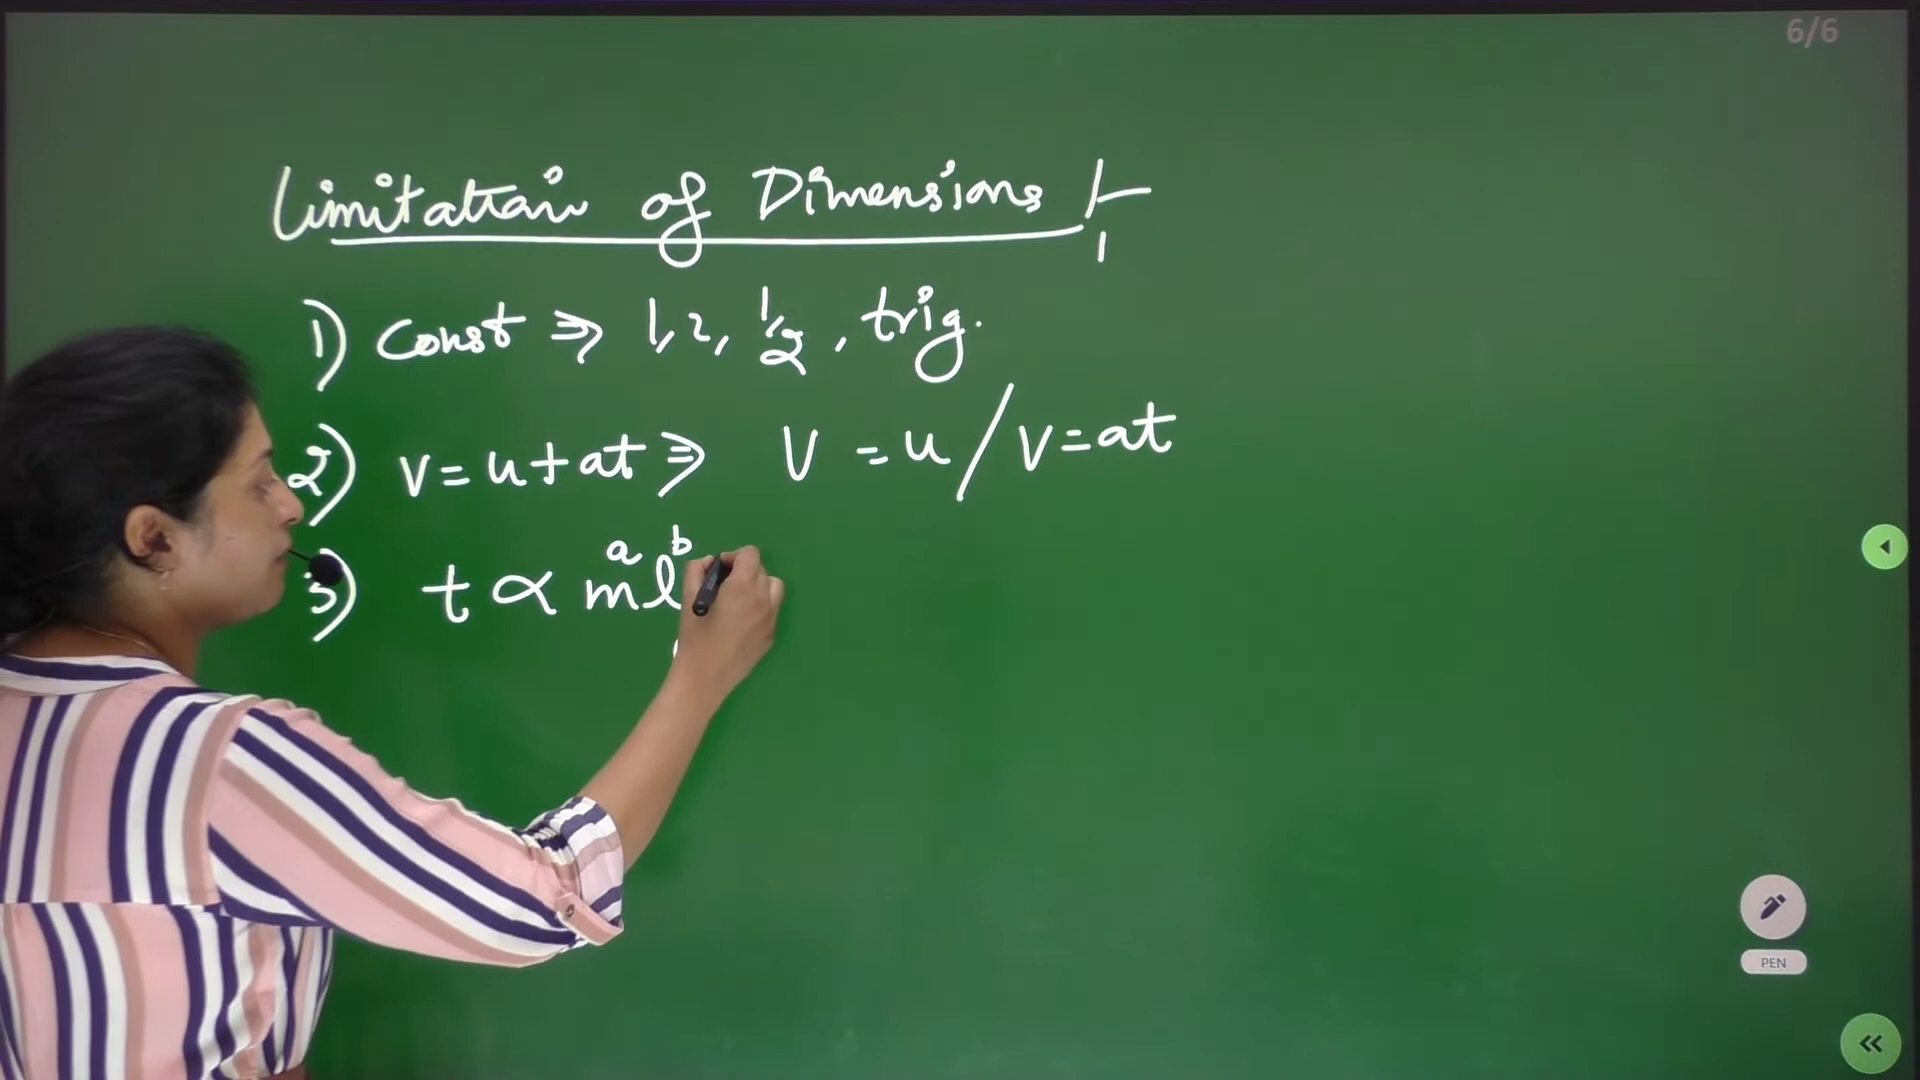 6/6
Limitation of Dimensions :-
1) Const ⇒ 1, 2, 1/2, trig.
2) v = u + at ⇒ V = u / V = at
3) t ∝ m^a l^b
PEN